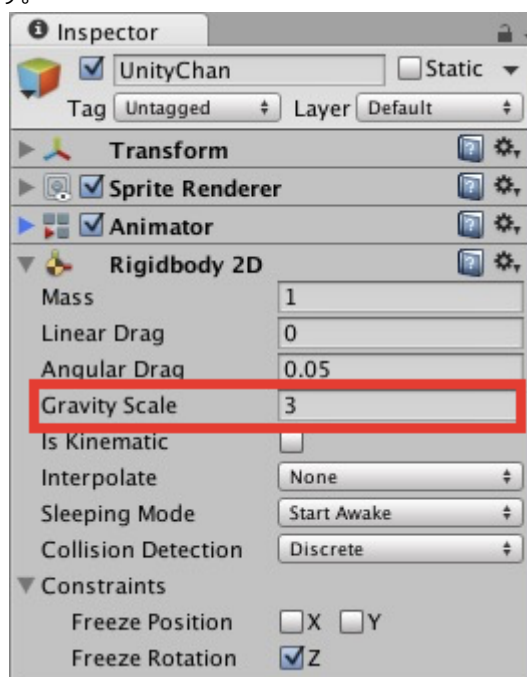 す。
Inspector
UnityChan Static
Tag Untagged Layer Default
Transform
Sprite Renderer
Animator
Rigidbody 2D
Mass 1
Linear Drag 0
Angular Drag 0.05
Gravity Scale 3
Is Kinematic
Interpolate None
Sleeping Mode Start Awake
Collision Detection Discrete
Constraints
Freeze Position X Y
Freeze Rotation Z